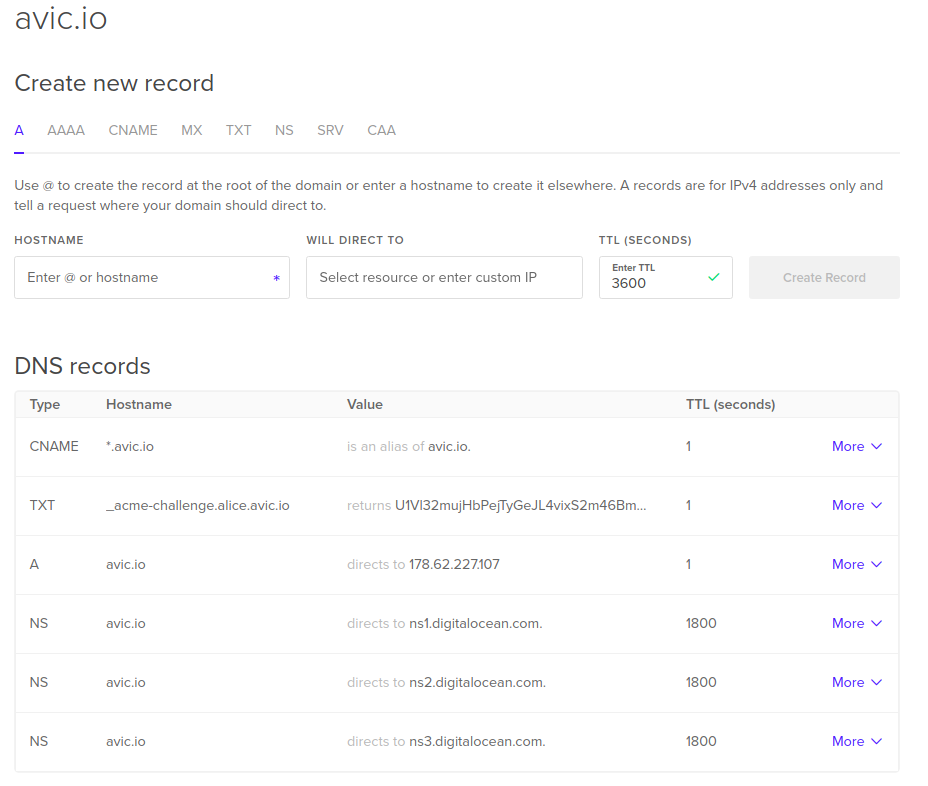 avic.io
Create new record
A AAAA CNAME MX TXT NS SRV CAA
Use @ to create the record at the root of the domain or enter a hostname to create it elsewhere. A records are for IPv4 addresses only and
tell a request where your domain should direct to.
HOSTNAME WILL DIRECT TO TTL (SECONDS)
Enter @ or hostname * Select resource or enter custom IP Enter TTL 3600 Create Record
DNS records
Type Hostname Value TTL (seconds)
CNAME *.avic.io is an alias of avic.io. 1 More
TXT _acme-challenge.alice.avic.io returns U1Vl32mujHbPejTyGeJL4vixS2m46Bm... 1 More
A avic.io directs to 178.62.227.107 1 More
NS avic.io directs to ns1.digitalocean.com. 1800 More
NS avic.io directs to ns2.digitalocean.com. 1800 More
NS avic.io directs to ns3.digitalocean.com. 1800 More